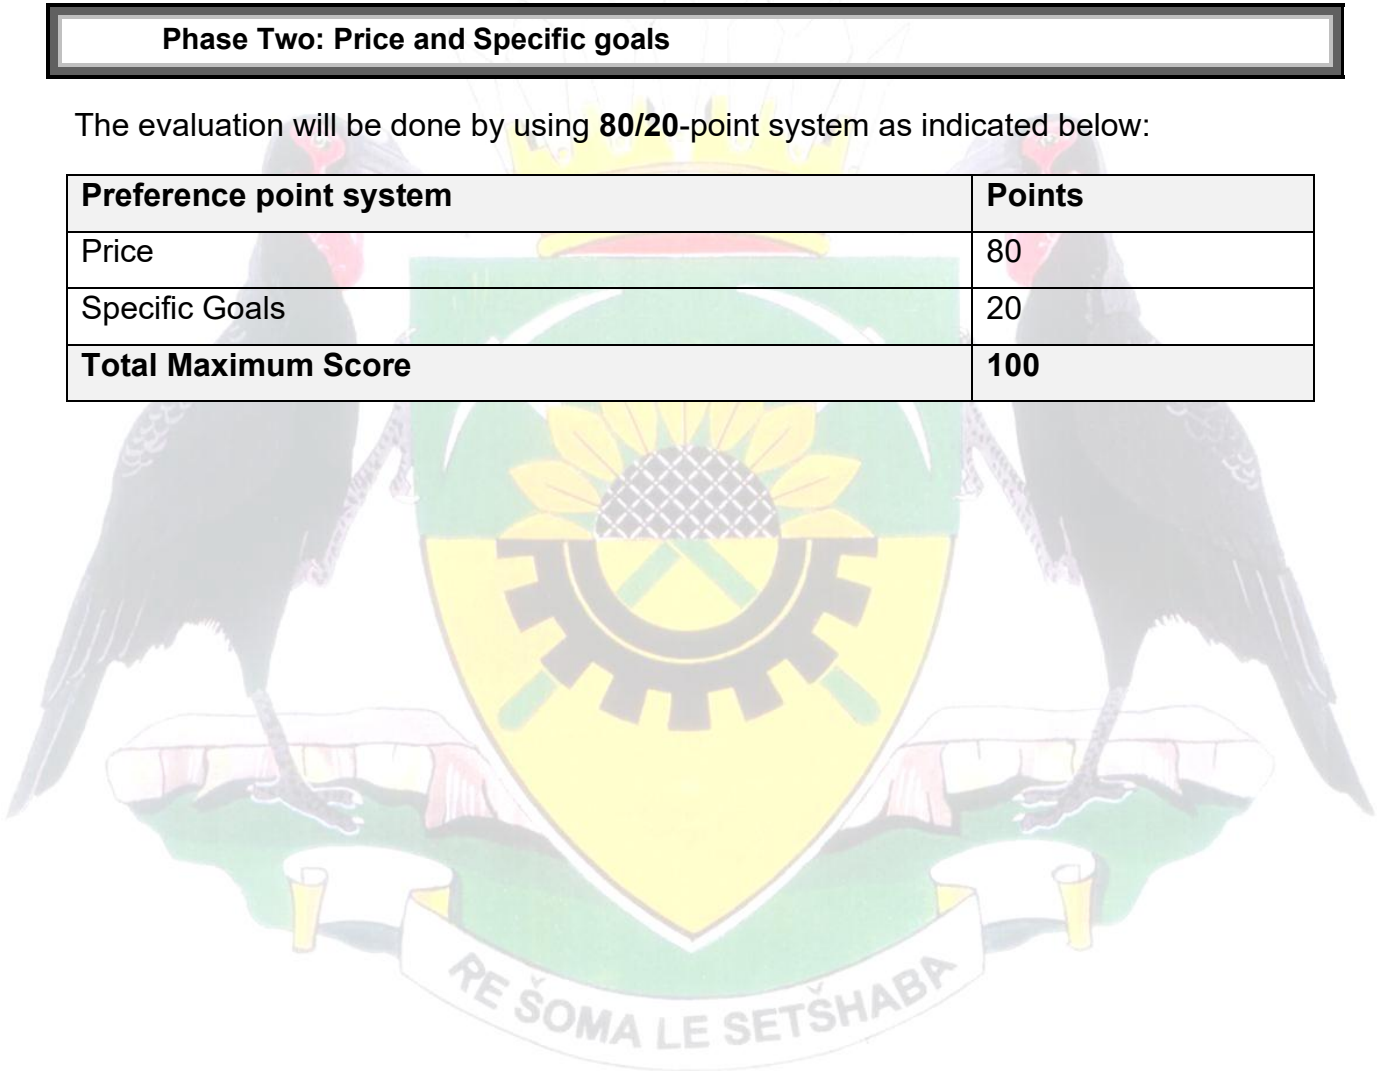 Phase Two: Price and Specific goals
The evaluation will be done by using 80/20-point system as indicated below:
Preference point system Points
Price 80
Specific Goals 20
Total Maximum Score 100
RE ŠOMA LE SETŠHABA